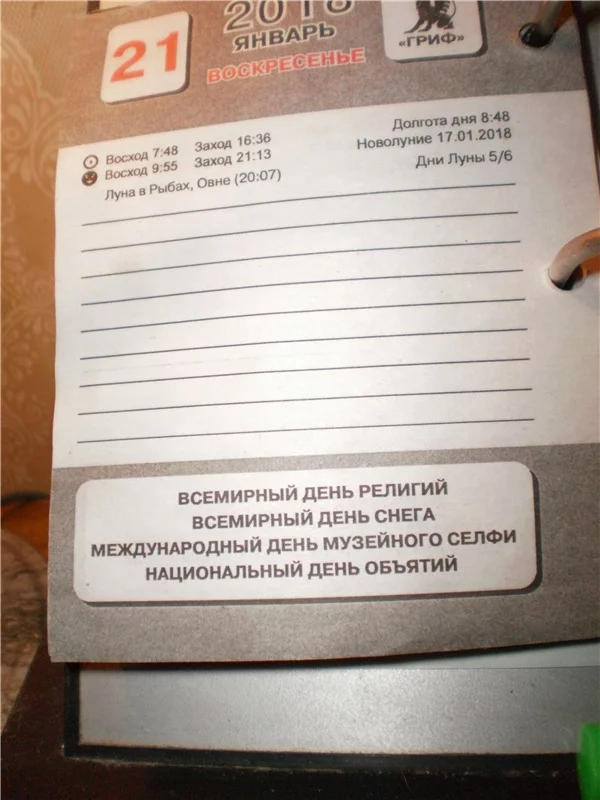 2018
21
ЯНВАРЬ
ВОСКРЕСЕНЬЕ
«ГРИФ»
Восход 7:48 Заход 16:36
Восход 9:55 Заход 21:13
Луна в Рыбах, Овне (20:07)
Долгота дня 8:48
Новолуние 17.01.2018
Дни Луны 5/6
ВСЕМИРНЫЙ ДЕНЬ РЕЛИГИЙ
ВСЕМИРНЫЙ ДЕНЬ СНЕГА
МЕЖДУНАРОДНЫЙ ДЕНЬ МУЗЕЙНОГО СЕЛФИ
НАЦИОНАЛЬНЫЙ ДЕНЬ ОБЪЯТИЙ